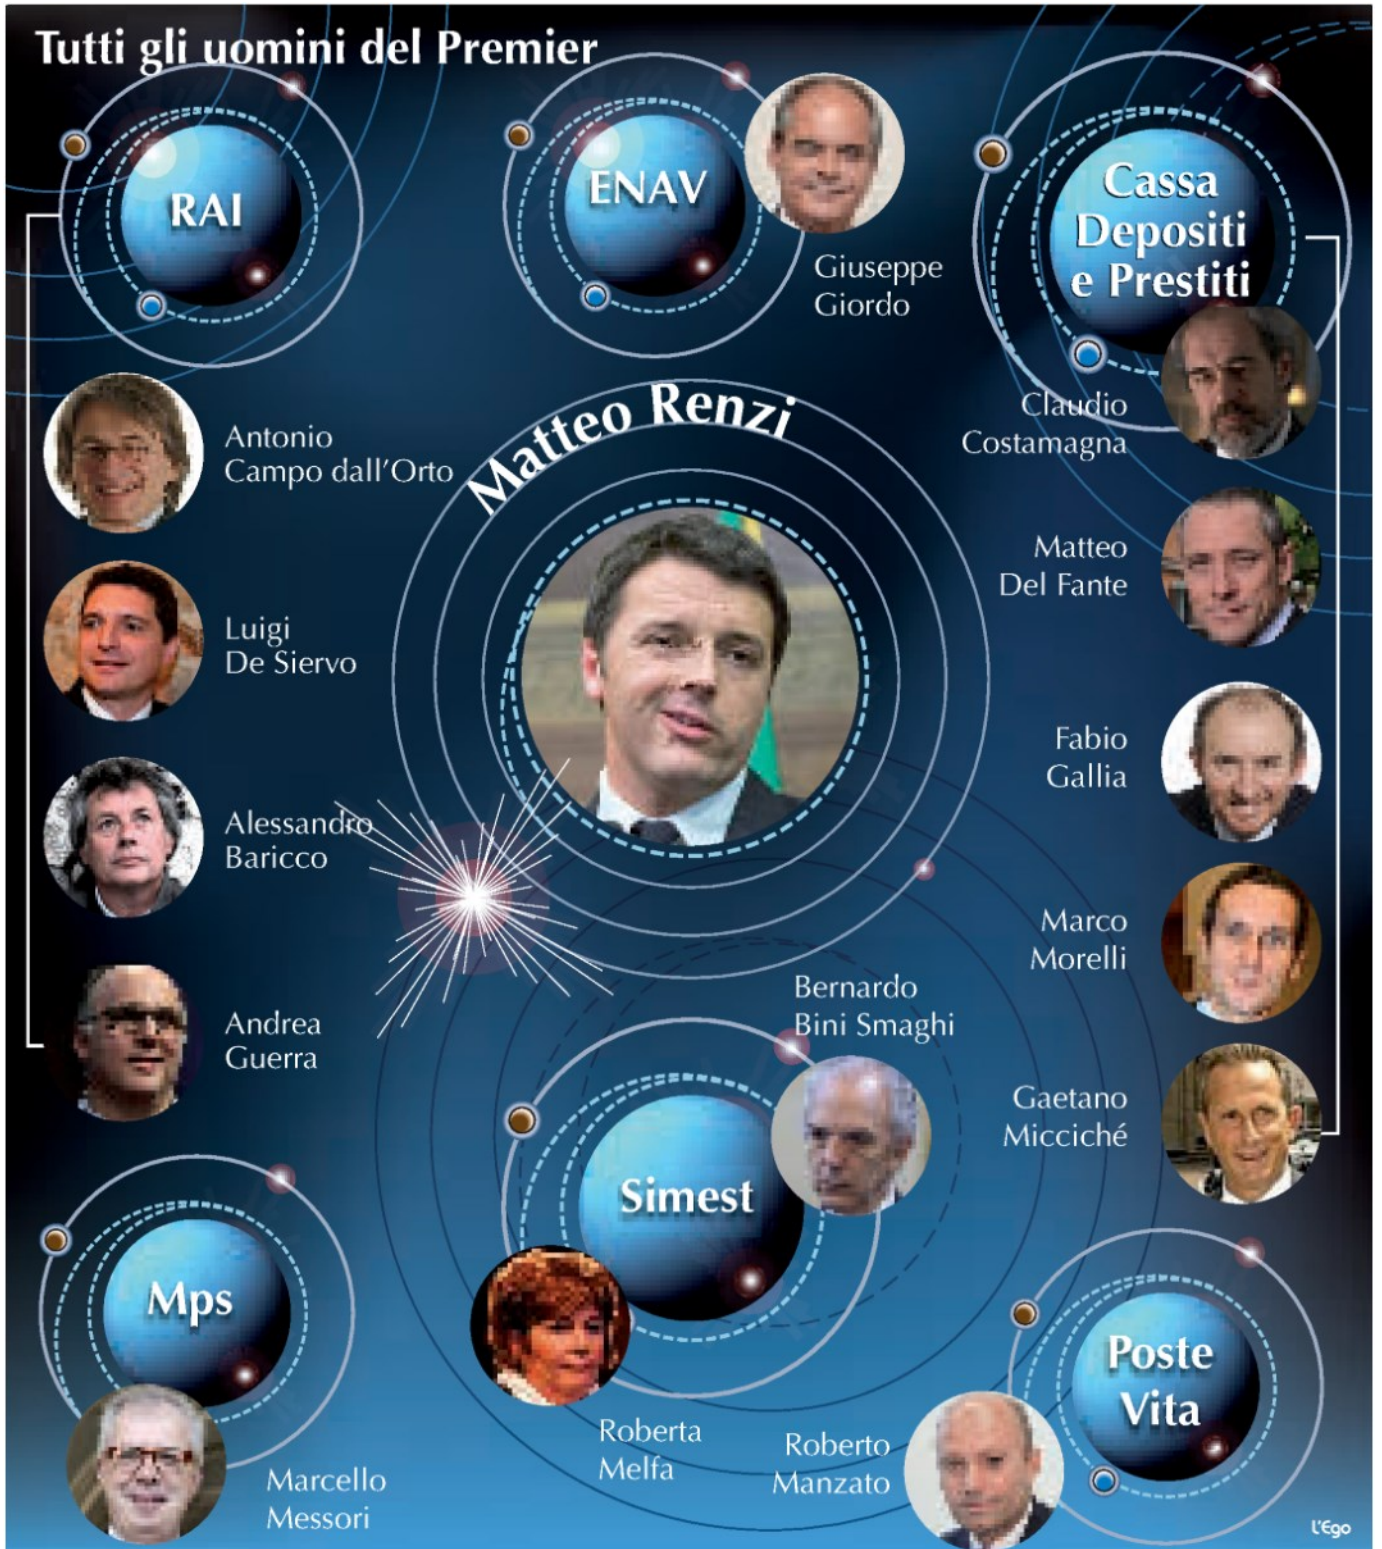 Tutti gli uomini del Premier
RAI
ENAV
Cassa
Depositi
e Prestiti
Giuseppe
Giordo
Matteo Renzi
Antonio
Campo dall'Orto
Luigi
De Siervo
Alessandro
Baricco
Andrea
Guerra
Claudio
Costamagna
Matteo
Del Fante
Fabio
Gallia
Marco
Morelli
Gaetano
Micciché
Bernardo
Bini Smaghi
Simest
Roberta
Melfa
Mps
Marcello
Messori
Poste
Vita
Roberto
Manzato
L'Ego